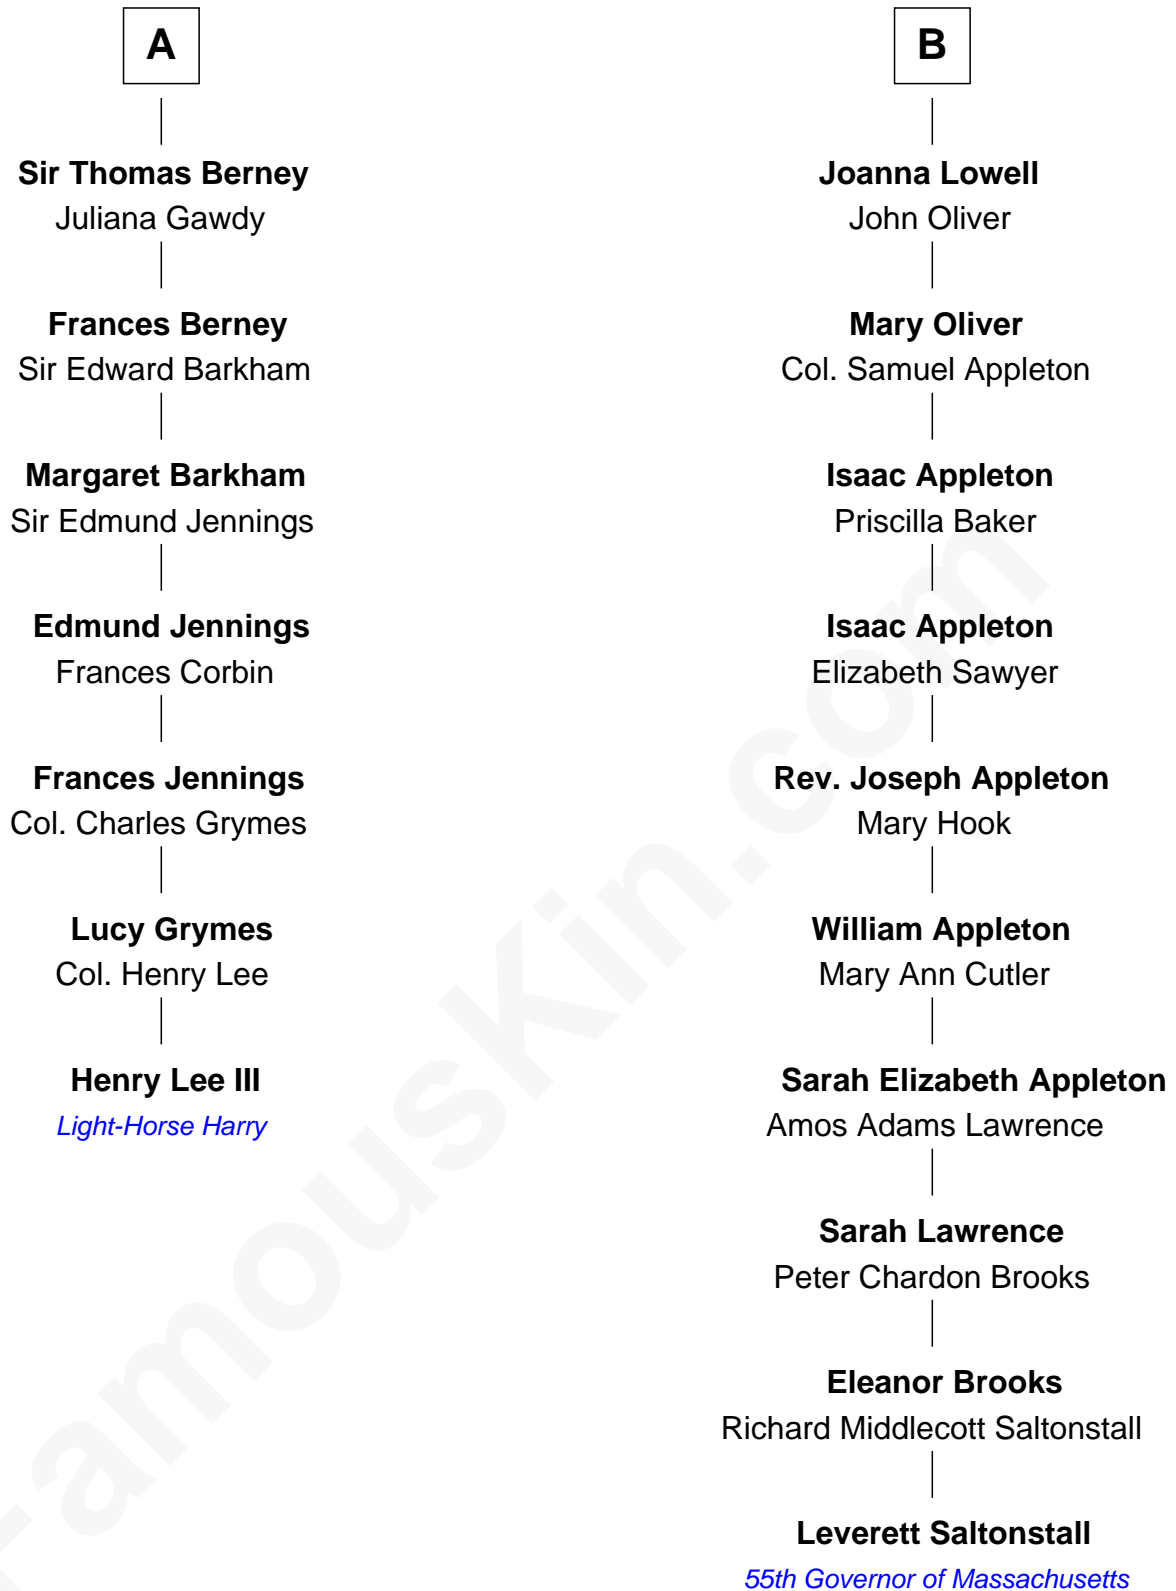 A
Sir Thomas Berney
Juliana Gawdy
Frances Berney
Sir Edward Barkham
Margaret Barkham
Sir Edmund Jennings
Edmund Jennings
Frances Corbin
Frances Jennings
Col. Charles Grymes
Lucy Grymes
Col. Henry Lee
Henry Lee III
Light-Horse Harry
B
Joanna Lowell
John Oliver
Mary Oliver
Col. Samuel Appleton
Isaac Appleton
Priscilla Baker
Isaac Appleton
Elizabeth Sawyer
Rev. Joseph Appleton
Mary Hook
William Appleton
Mary Ann Cutler
Sarah Elizabeth Appleton
Amos Adams Lawrence
Sarah Lawrence
Peter Chardon Brooks
Eleanor Brooks
Richard Middlecott Saltonstall
Leverett Saltonstall
55th Governor of Massachusetts
FamousKin.com